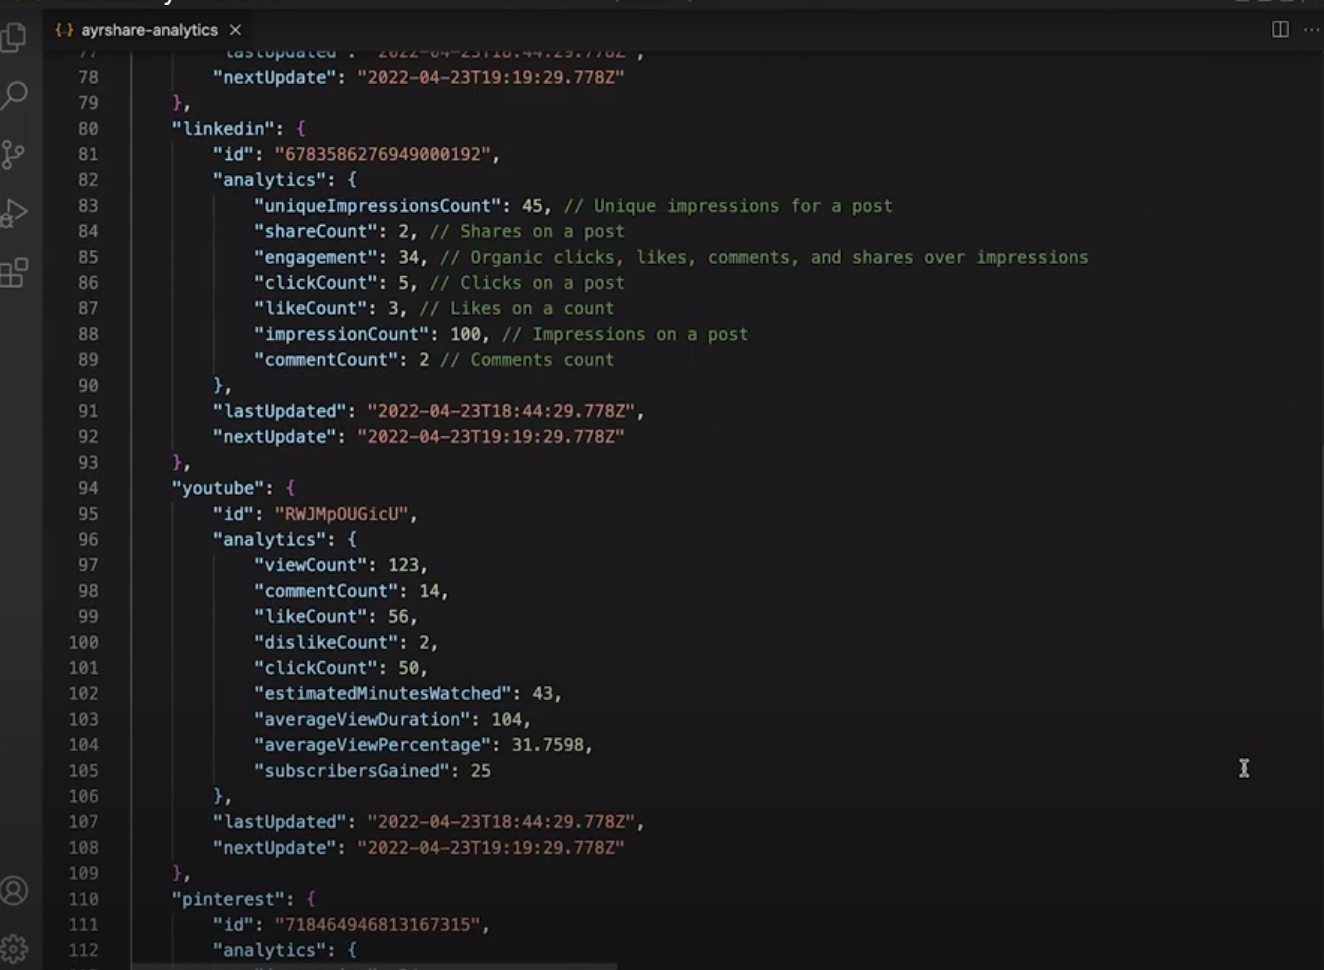 ayrshare-analytics
77 "lastUpdated": "2022-04-23T18:44:29.778Z",
78 "nextUpdate": "2022-04-23T19:19:29.778Z"
79 },
80 "linkedin": {
81 "id": "6783586276949000192",
82 "analytics": {
83 "uniqueImpressionsCount": 45, // Unique impressions for a post
84 "shareCount": 2, // Shares on a post
85 "engagement": 34, // Organic clicks, likes, comments, and shares over impressions
86 "clickCount": 5, // Clicks on a post
87 "likeCount": 3, // Likes on a count
88 "impressionCount": 100, // Impressions on a post
89 "commentCount": 2 // Comments count
90 },
91 "lastUpdated": "2022-04-23T18:44:29.778Z",
92 "nextUpdate": "2022-04-23T19:19:29.778Z"
93 },
94 "youtube": {
95 "id": "RWJMpOUGicU",
96 "analytics": {
97 "viewCount": 123,
98 "commentCount": 14,
99 "likeCount": 56,
100 "dislikeCount": 2,
101 "clickCount": 50,
102 "estimatedMinutesWatched": 43,
103 "averageViewDuration": 104,
104 "averageViewPercentage": 31.7598,
105 "subscribersGained": 25
106 },
107 "lastUpdated": "2022-04-23T18:44:29.778Z",
108 "nextUpdate": "2022-04-23T19:19:29.778Z"
109 },
110 "pinterest": {
111 "id": "718464946813167315",
112 "analytics": {